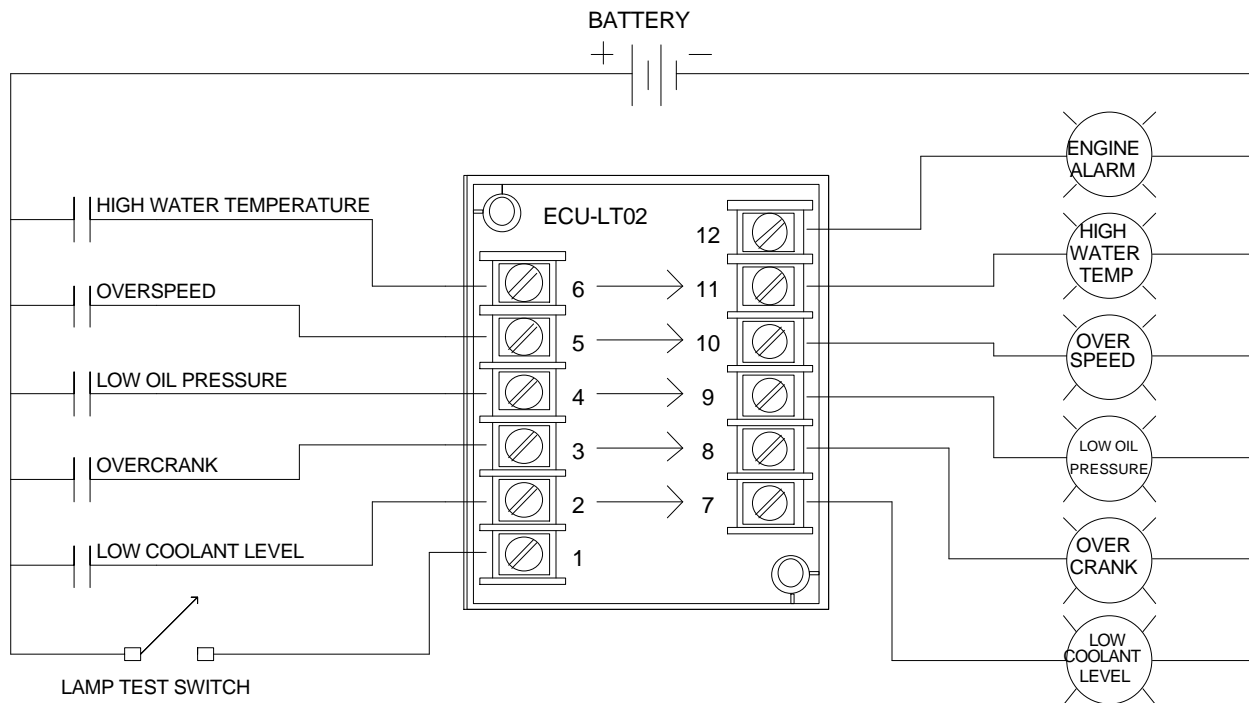 BATTERY
+ —
ENGINE
ALARM
HIGH WATER TEMPERATURE
ECU-LT02
12
HIGH
WATER
TEMP
OVERSPEED
6
11
OVER
SPEED
5
10
LOW OIL PRESSURE
4
9
LOW OIL
PRESSURE
OVERCRANK
3
8
2
7
OVER
CRANK
LOW COOLANT LEVEL
1
LOW
COOLANT
LEVEL
LAMP TEST SWITCH